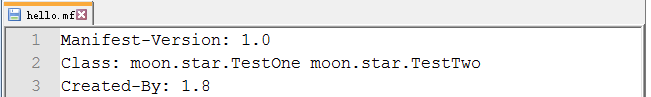 hello.mf
1 Manifest-Version: 1.0
2 Class: moon.star.TestOne moon.star.TestTwo
3 Created-By: 1.8